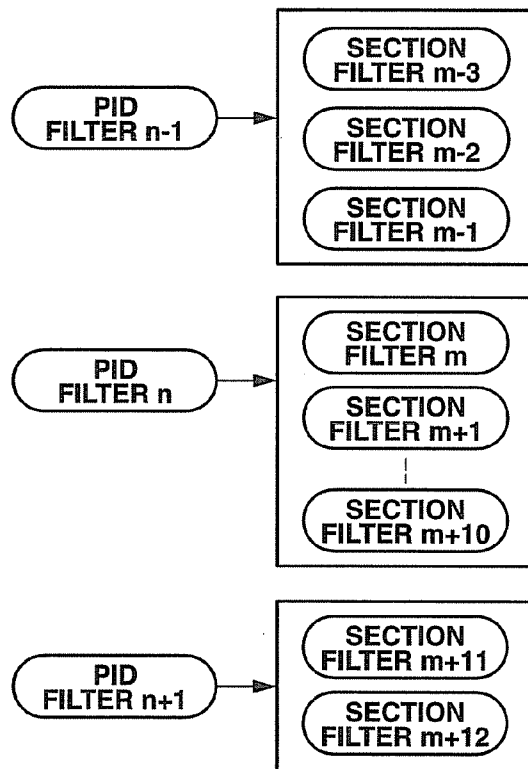 SECTION
FILTER m-3
PID
FILTER n-1
SECTION
FILTER m-2
SECTION
FILTER m-1
SECTION
FILTER m
PID
FILTER n
SECTION
FILTER m+1
SECTION
FILTER m+10
SECTION
FILTER m+11
PID
FILTER n+1
SECTION
FILTER m+12